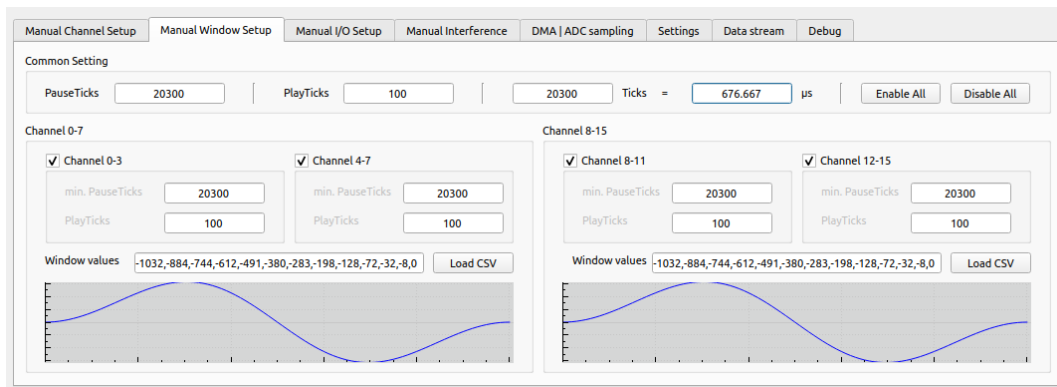 Manual Channel Setup Manual Window Setup Manual I/O Setup Manual Interference DMA | ADC sampling Settings Data stream Debug
Common Setting
PauseTicks 20300 PlayTicks 100 20300 Ticks = 676.667 µs Enable All Disable All
Channel 0-7 Channel 8-15
Channel 0-3 Channel 4-7 Channel 8-11 Channel 12-15
min. PauseTicks 20300 min. PauseTicks 20300 min. PauseTicks 20300 min. PauseTicks 20300
PlayTicks 100 PlayTicks 100 PlayTicks 100 PlayTicks 100
Window values -1032,-884,-744,-612,-491,-380,-283,-198,-128,-72,-32,-8,0 Load CSV Window values -1032,-884,-744,-612,-491,-380,-283,-198,-128,-72,-32,-8,0 Load CSV